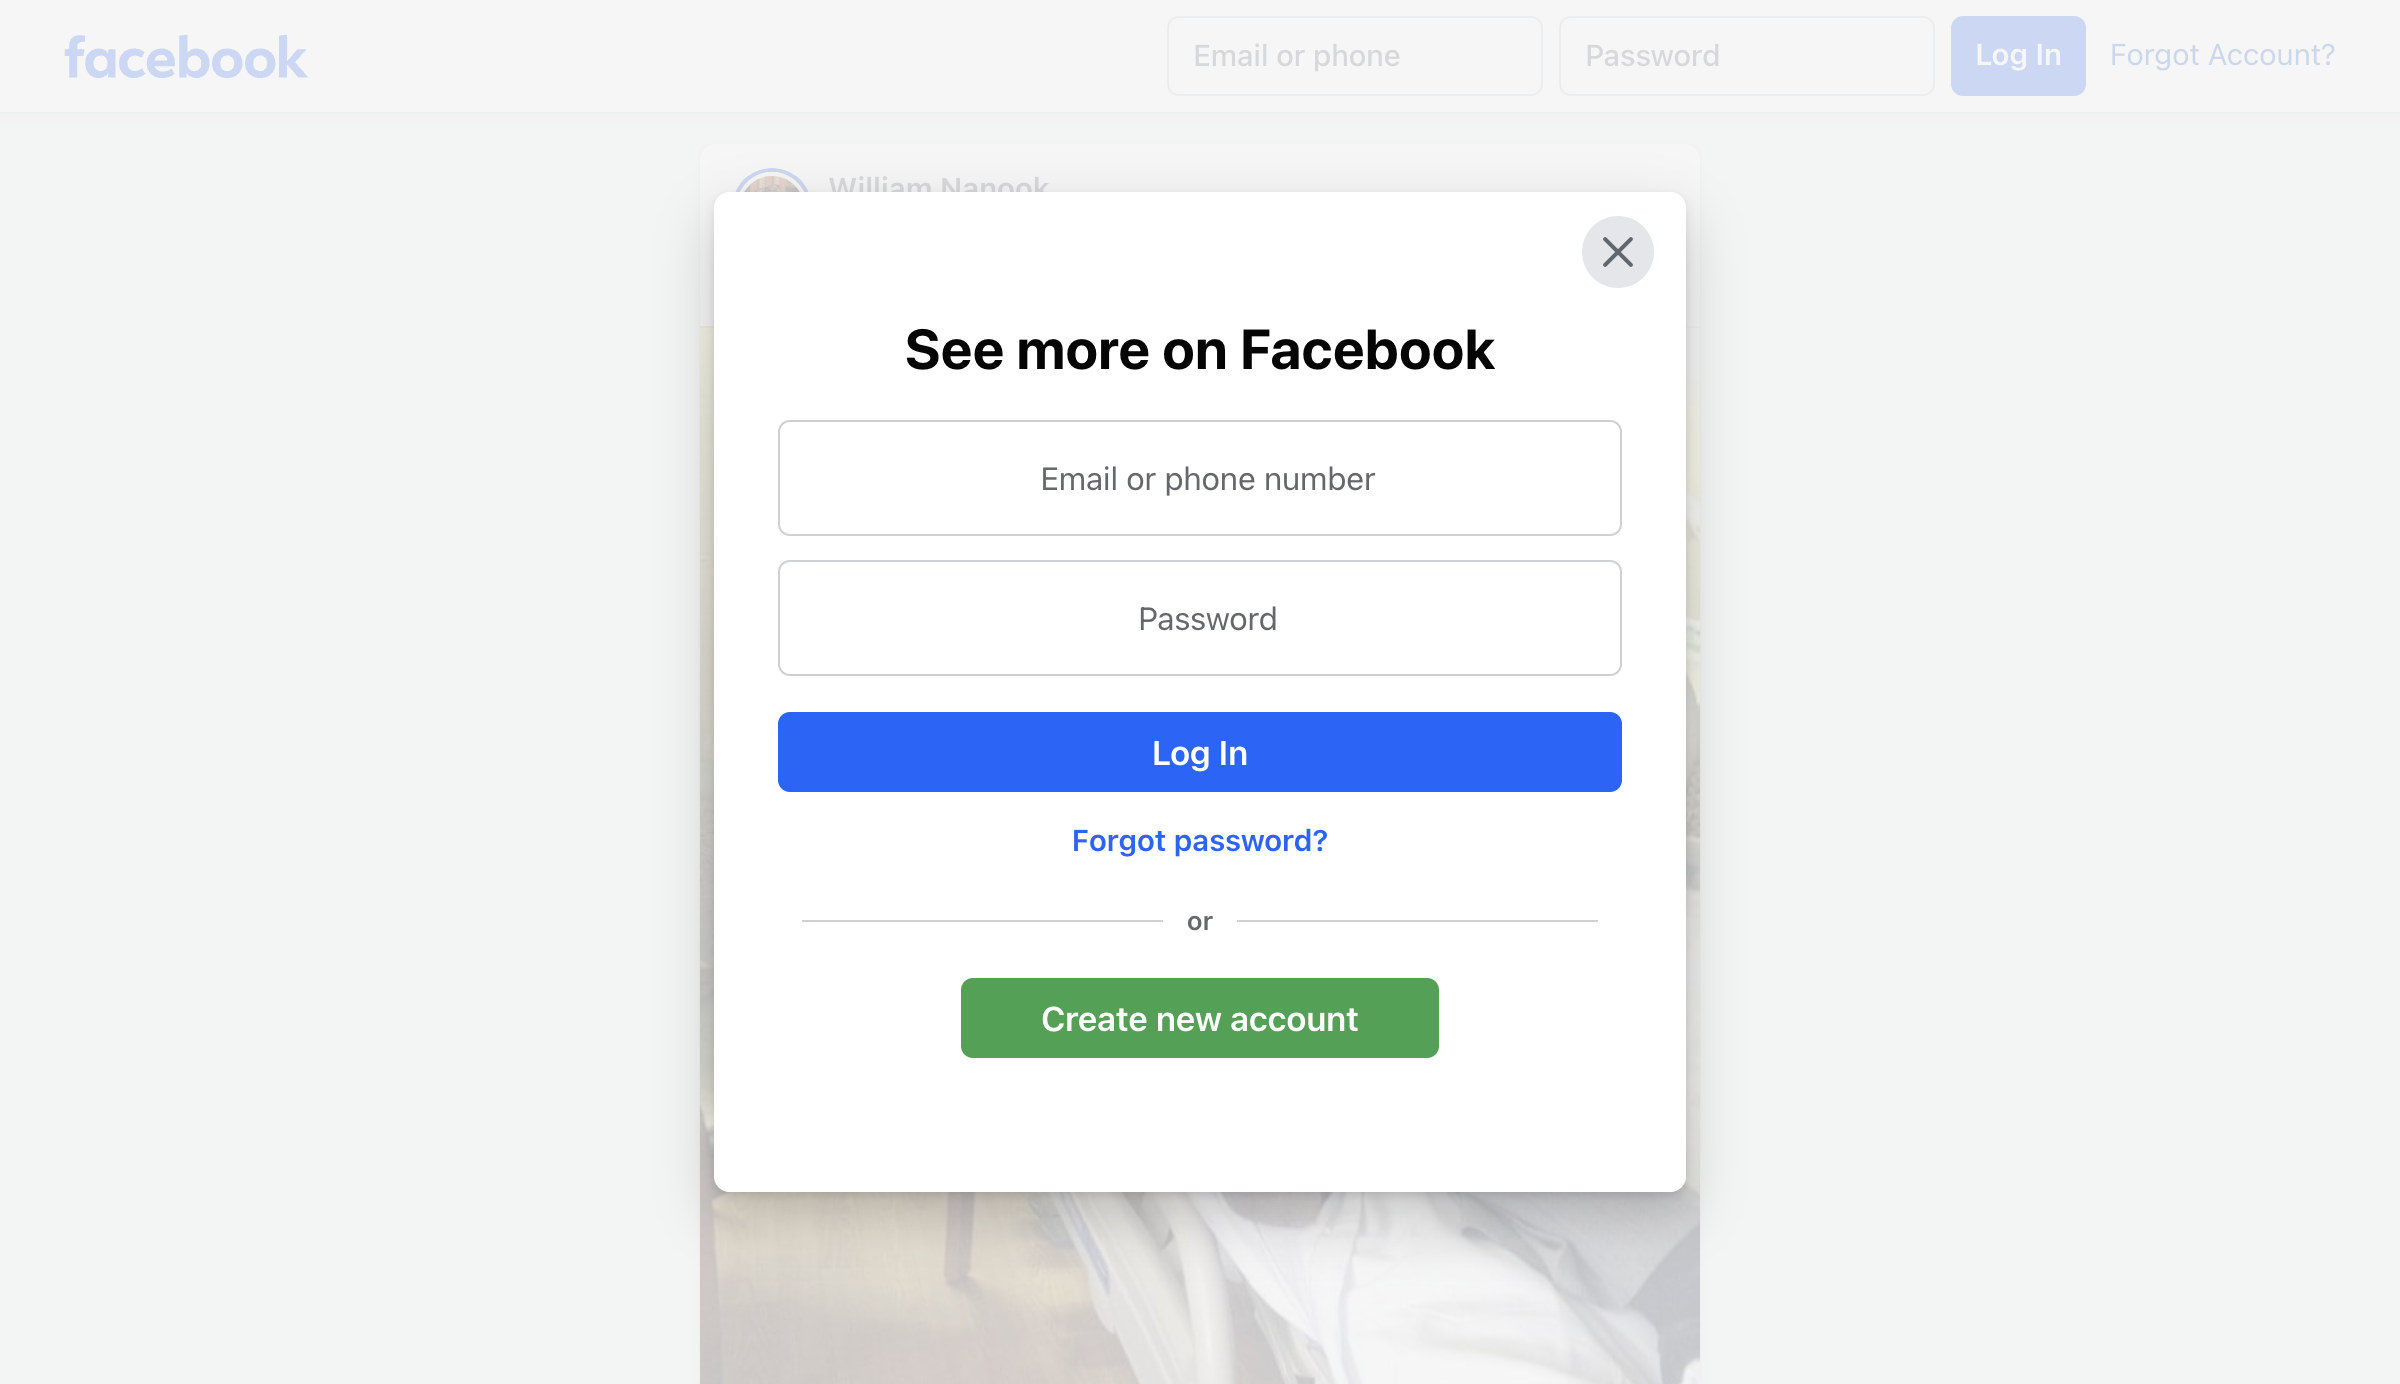 facebook
Email or phone
Password
Log In
Forgot Account?
William Nanook
See more on Facebook
Email or phone number
Password
Log In
Forgot password?
or
Create new account